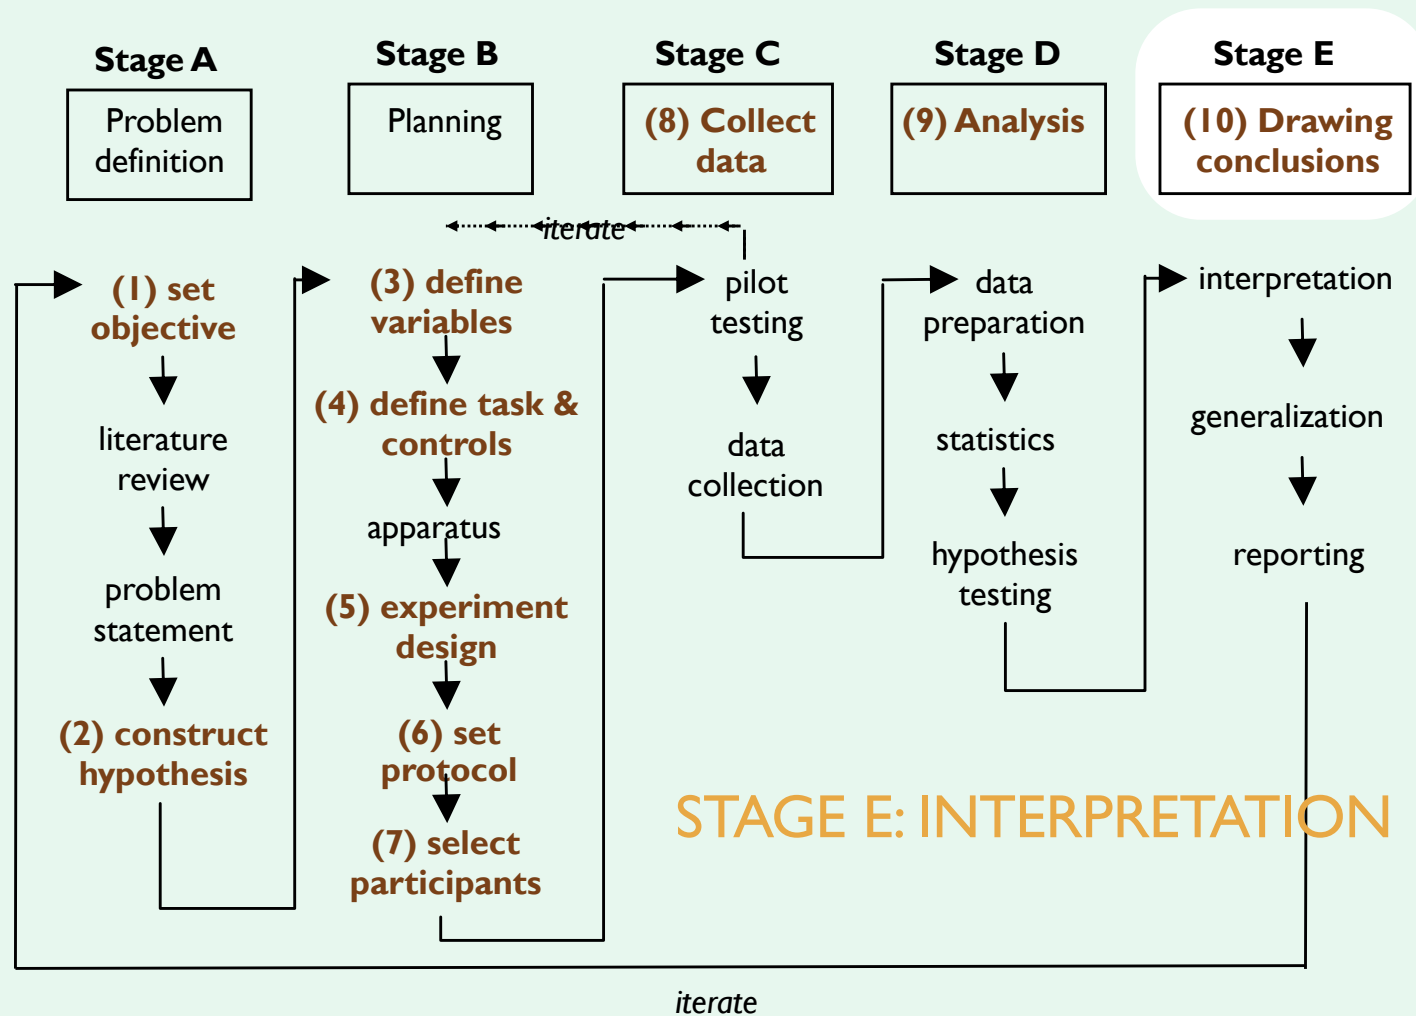 Stage A
Problem
definition
(1) set
objective
literature
review
problem
statement
(2) construct
hypothesis
Stage B
Planning
(3) define
variables
(4) define task &
controls
apparatus
(5) experiment
design
(6) set
protocol
(7) select
participants
Stage C
(8) Collect
data
iterate
pilot
testing
data
collection
Stage D
(9) Analysis
data
preparation
statistics
hypothesis
testing
Stage E
(10) Drawing
conclusions
interpretation
generalization
reporting
STAGE E: INTERPRETATION
iterate